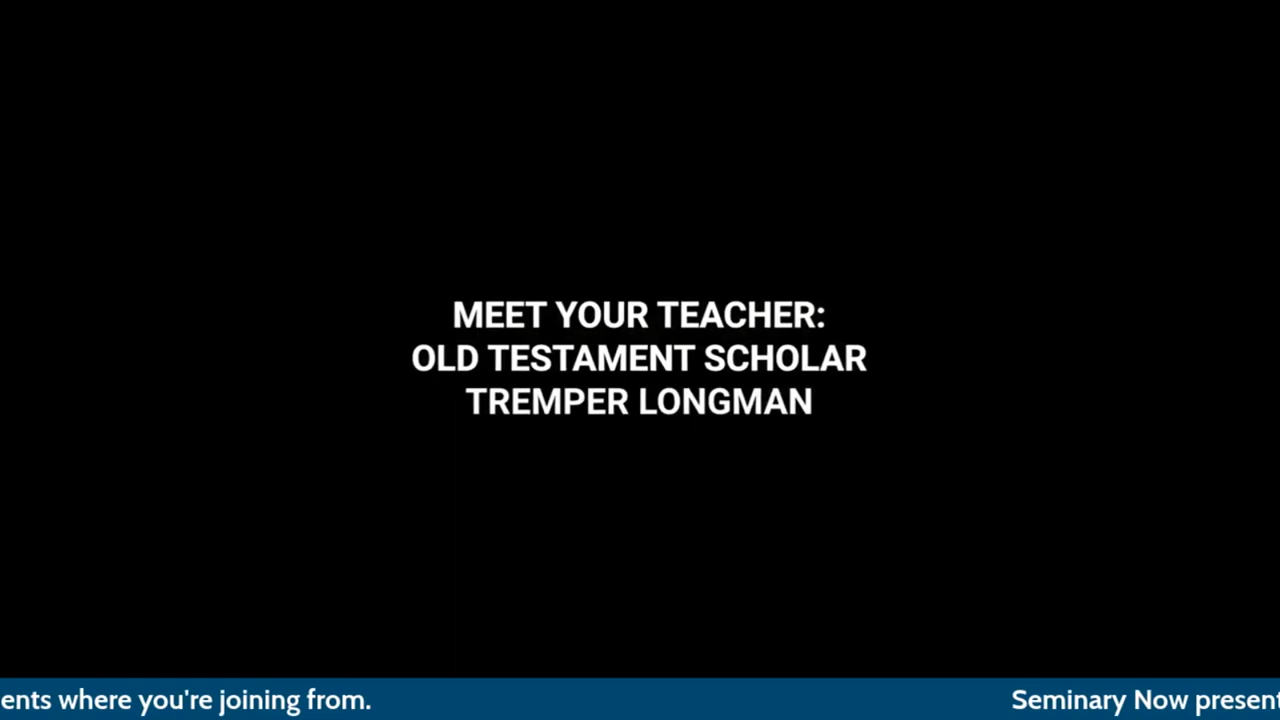 MEET YOUR TEACHER:
OLD TESTAMENT SCHOLAR
TREMPER LONGMAN
ents where you're joining from.
Seminary Now present